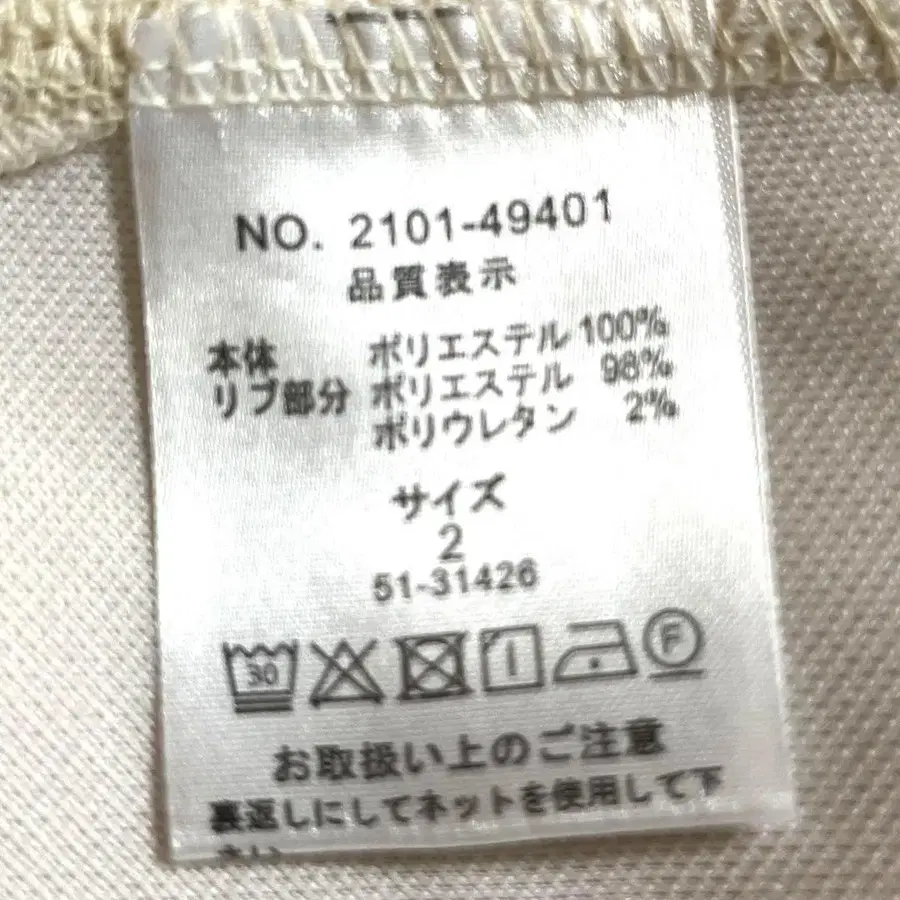 NO. 2101-49401
品質表示
本体 ポリエステル 100%
リブ部分 ポリエステル 98%
ポリウレタン 2%
サイズ
2
51-31426
30
F
お取扱い上のご注意
裏返しにしてネットを使用して下
さい